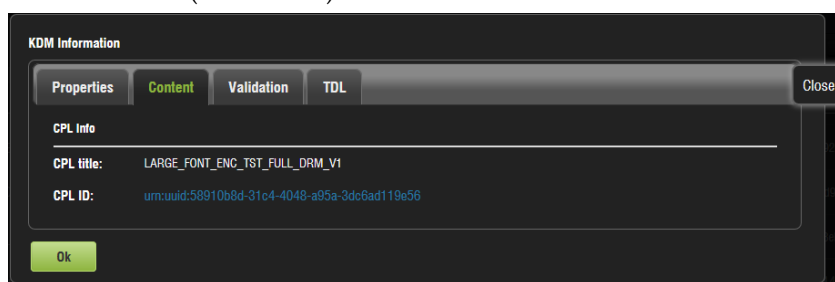 KDM Information
Properties Content Validation TDL
Close
CPL Info
CPL title: LARGE_FONT_ENC_TST_FULL_DRM_V1
CPL ID: urn:uuid:58910b8d-31c4-4048-a95a-3dc6ad119e56
Ok